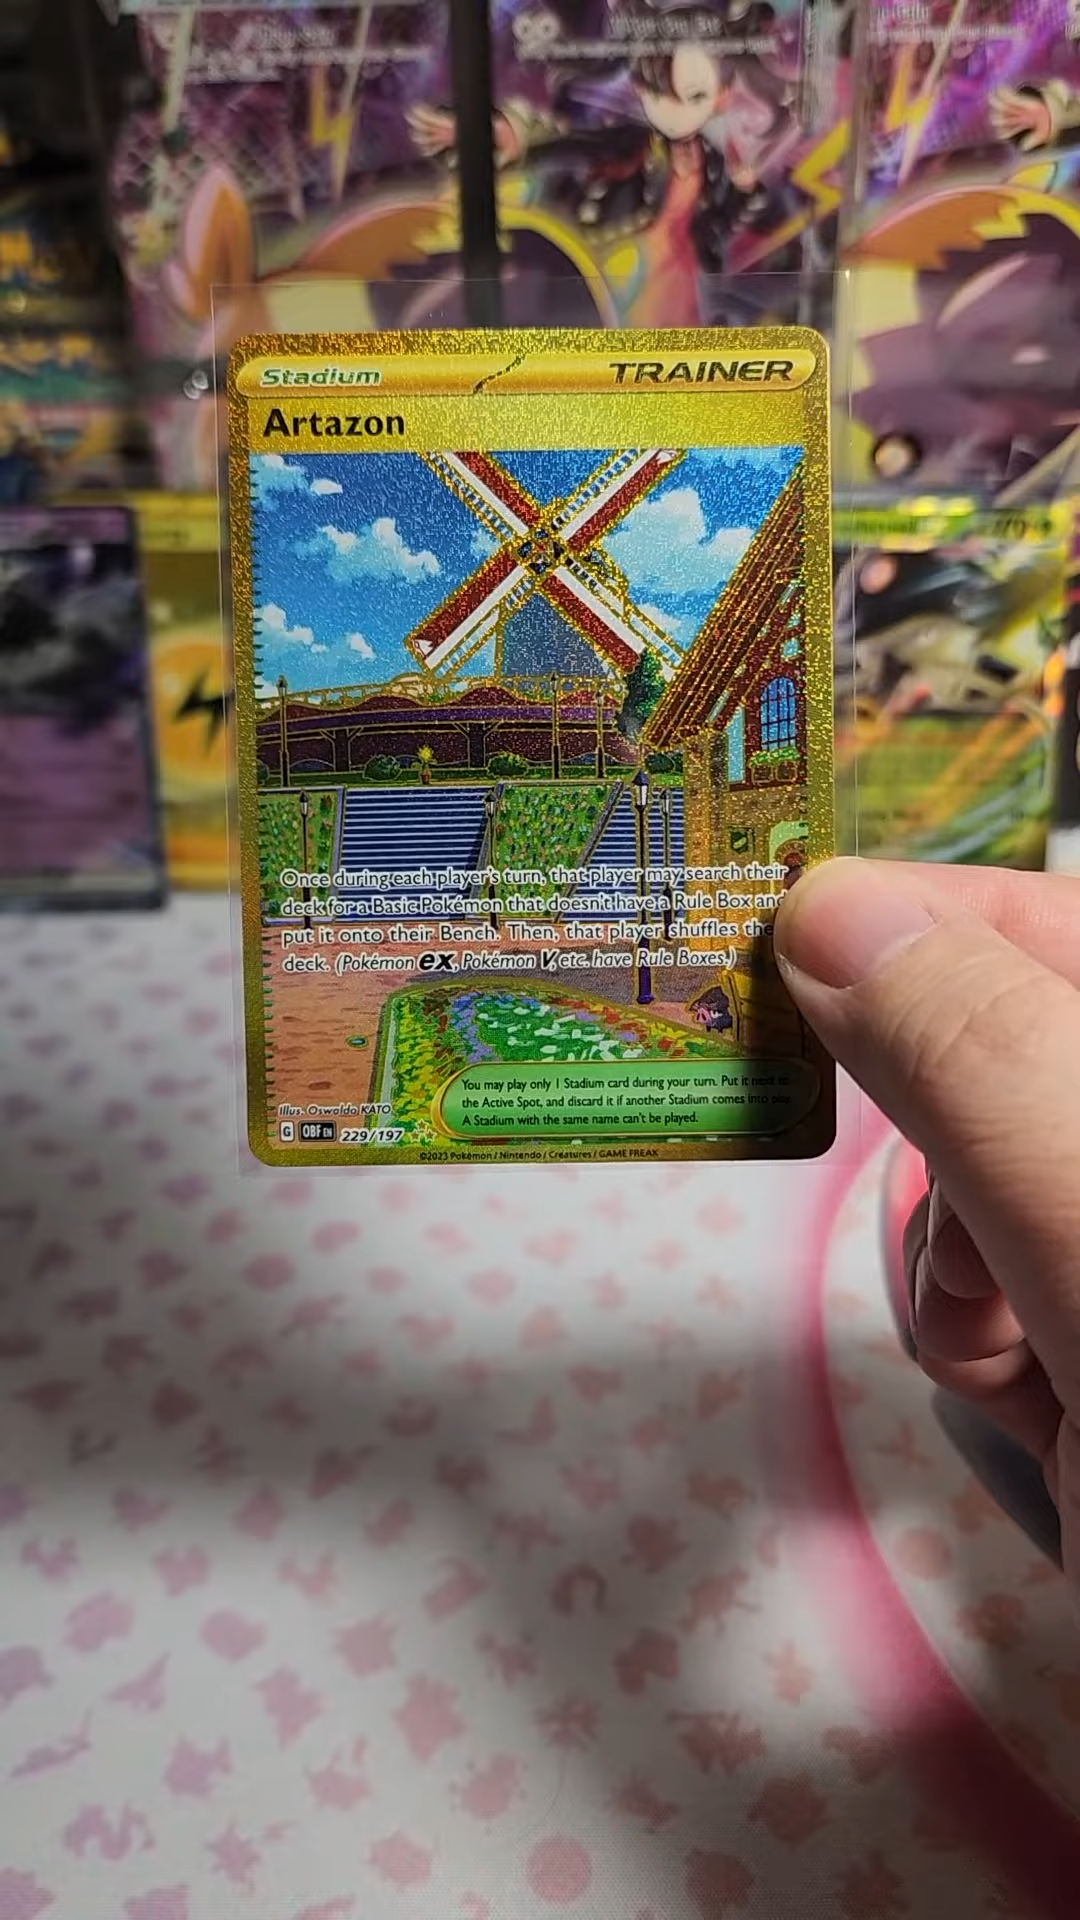 Stadium
TRAINER
Artazon
Once during each player's turn, that player may search their
deck for a Basic Pokémon that doesn't have a Rule Box and
put it onto their Bench. Then, that player shuffles the
deck. (Pokémon ex, Pokémon V, etc. have Rule Boxes.)
You may play only 1 Stadium card during your turn. Put it next to
the Active Spot, and discard it if another Stadium comes into play.
A Stadium with the same name can't be played.
Illus. Oswaldo KATO
G OBF EN 229/197
©2023 Pokémon / Nintendo / Creatures / GAME FREAK